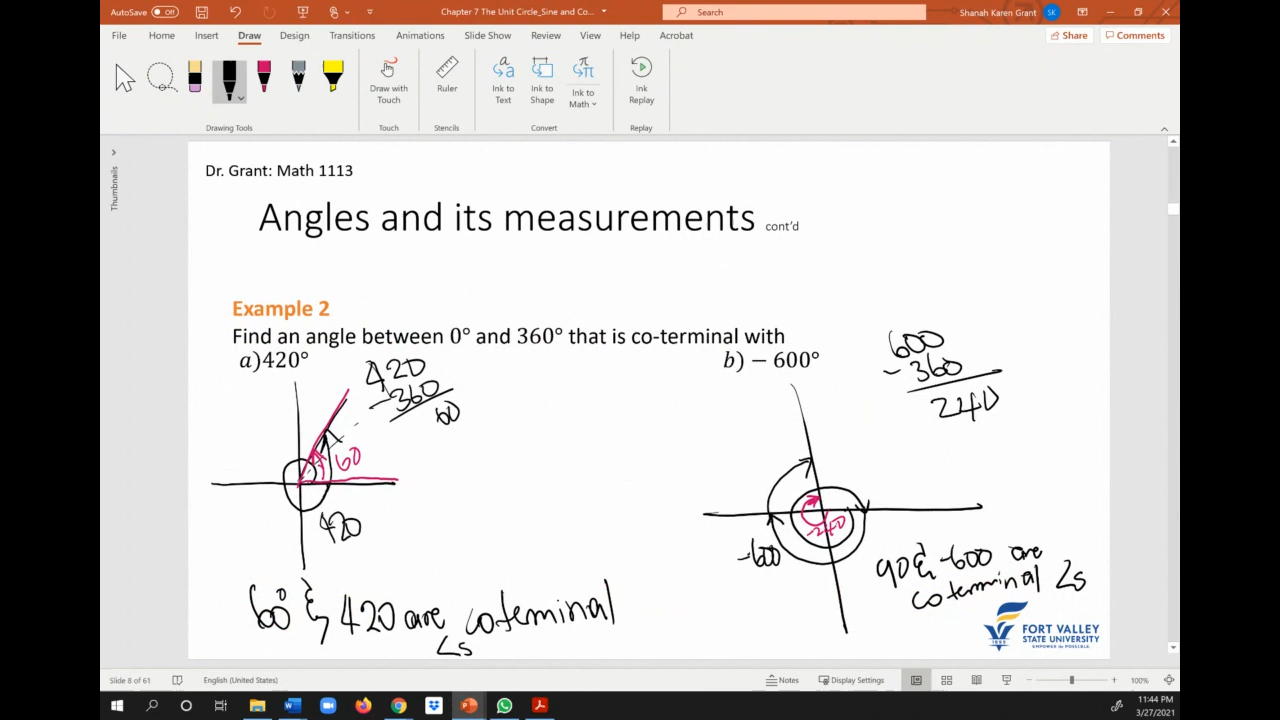 AutoSave Off Chapter 7 The Unit Circle_Sine and Co... Search Shanah Karen Grant SK
File Home Insert Draw Design Transitions Animations Slide Show Review View Help Acrobat Share Comments
Draw with Touch Ruler Ink to Text Ink to Shape Ink to Math Ink Replay
Touch Stencils Convert Replay
Drawing Tools
Thumbnails
Dr. Grant: Math 1113
Angles and its measurements cont'd
Example 2
Find an angle between 0° and 360° that is co-terminal with
a)420°
420
- 360
60
60
420
60° & 420 are coterminal
∠s
b) − 600°
600
- 360
240
-240
-600
90 & -600 are
coterminal ∠s
FORT VALLEY
STATE UNIVERSITY
EMPOWER the POSSIBLE.
Slide 8 of 61 English (United States) Notes Display Settings 100%
11:44 PM
3/27/2021